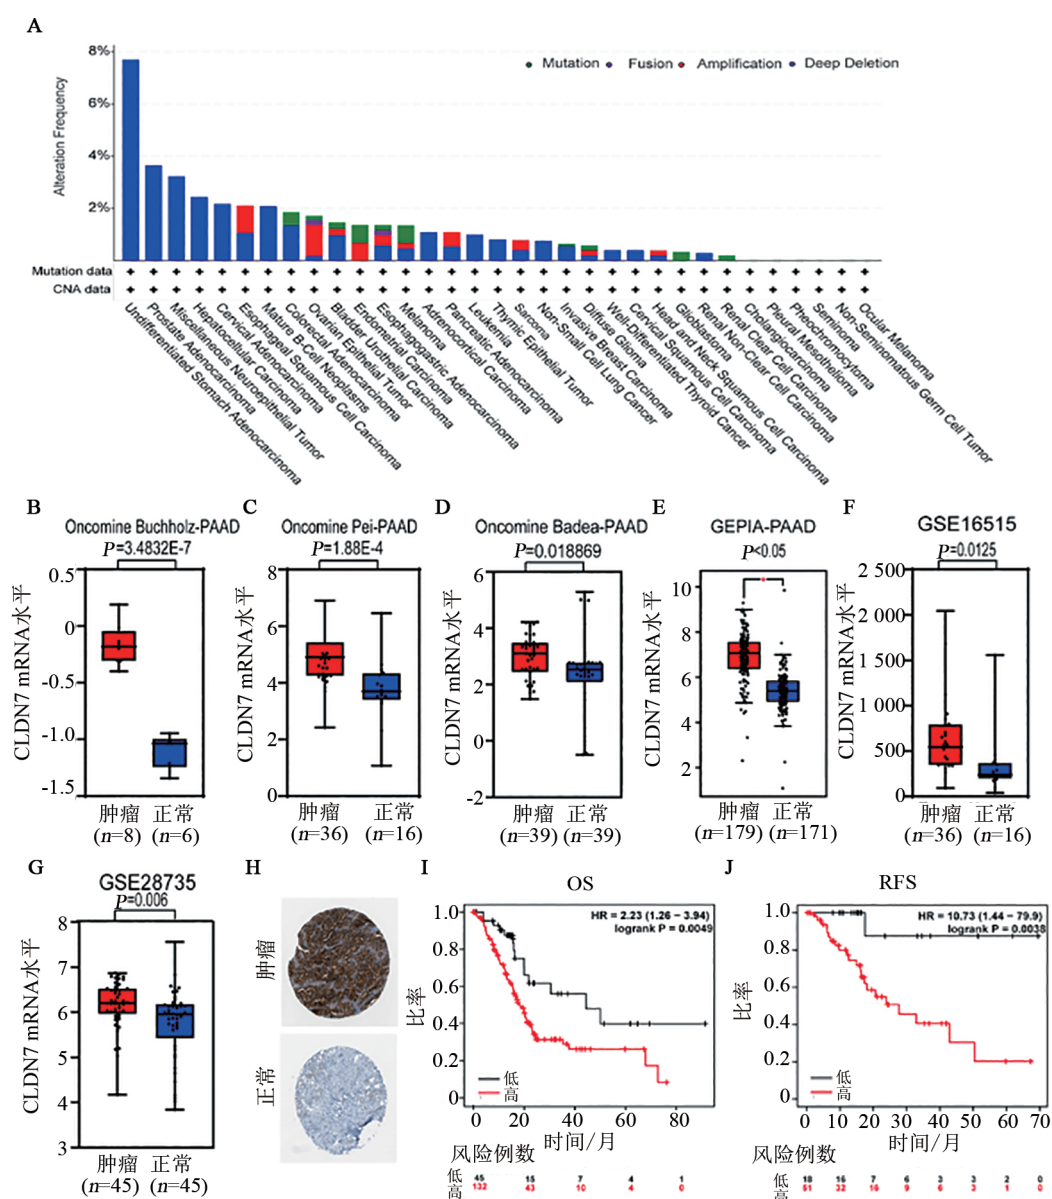 A
8%
6%
4%
2%
Alteration Frequency
Mutation
Fusion
Amplification
Deep Deletion
Mutation data
CNA data
Undifferentiated Stomach Adenocarcinoma
Prostate Adenocarcinoma
Miscellaneous Neuroepithelial Tumor
Hepatocellular Carcinoma
Cervical Adenocarcinoma
Esophageal Squamous Cell Carcinoma
Mature B-Cell Neoplasms
Colorectal Adenocarcinoma
Ovarian Epithelial Tumor
Bladder Urothelial Carcinoma
Endometrial Carcinoma
Esophagogastric Adenocarcinoma
Melanoma
Adrenocortical Carcinoma
Pancreatic Adenocarcinoma
Leukemia
Thymic Epithelial Tumor
Sarcoma
Non-Small Cell Lung Cancer
Invasive Breast Carcinoma
Diffuse Glioma
Well-Differentiated Thyroid Cancer
Cervical Squamous Cell Carcinoma
Head and Neck Squamous Cell Carcinoma
Glioblastoma
Renal Non-Clear Cell Carcinoma
Renal Clear Cell Carcinoma
Cholangiocarcinoma
Pleural Mesothelioma
Pheochromocytoma
Seminoma
Non-Seminomatous Germ Cell Tumor
Ocular Melanoma
B
Oncomine Buchholz-PAAD
P=3.4832E-7
CLDN7 mRNA水平
0.5
0
-0.5
-1.0
-1.5
肿瘤 正常
(n=8) (n=6)
C
Oncomine Pei-PAAD
P=1.88E-4
CLDN7 mRNA水平
8
6
4
2
0
肿瘤 正常
(n=36) (n=16)
D
Oncomine Badea-PAAD
P=0.018869
CLDN7 mRNA水平
6
4
2
0
-2
肿瘤 正常
(n=39) (n=39)
E
GEPIA-PAAD
P<0.05
CLDN7 mRNA水平
10
8
6
4
2
*
肿瘤 正常
(n=179) (n=171)
F
GSE16515
P=0.0125
CLDN7 mRNA水平
2 500
2 000
1 500
1 000
500
0
肿瘤 正常
(n=36) (n=16)
G
GSE28735
P=0.006
CLDN7 mRNA水平
8
7
6
5
4
3
肿瘤 正常
(n=45) (n=45)
H
肿瘤
正常
I
OS
HR = 2.23 (1.26 − 3.94)
logrank P = 0.0049
比率
1.0
0.8
0.6
0.4
0.2
0
低
高
0 20 40 60 80
时间/月
风险例数
低 45 15 7 4 1
高 132 43 10 4 0
J
RFS
HR = 10.73 (1.44 − 79.9)
logrank P = 0.0038
比率
1.0
0.8
0.6
0.4
0.2
0
低
高
0 10 20 30 40 50 60 70
时间/月
风险例数
低 18 16 7 6 3 3 2 0
高 51 32 16 9 6 3 1 0